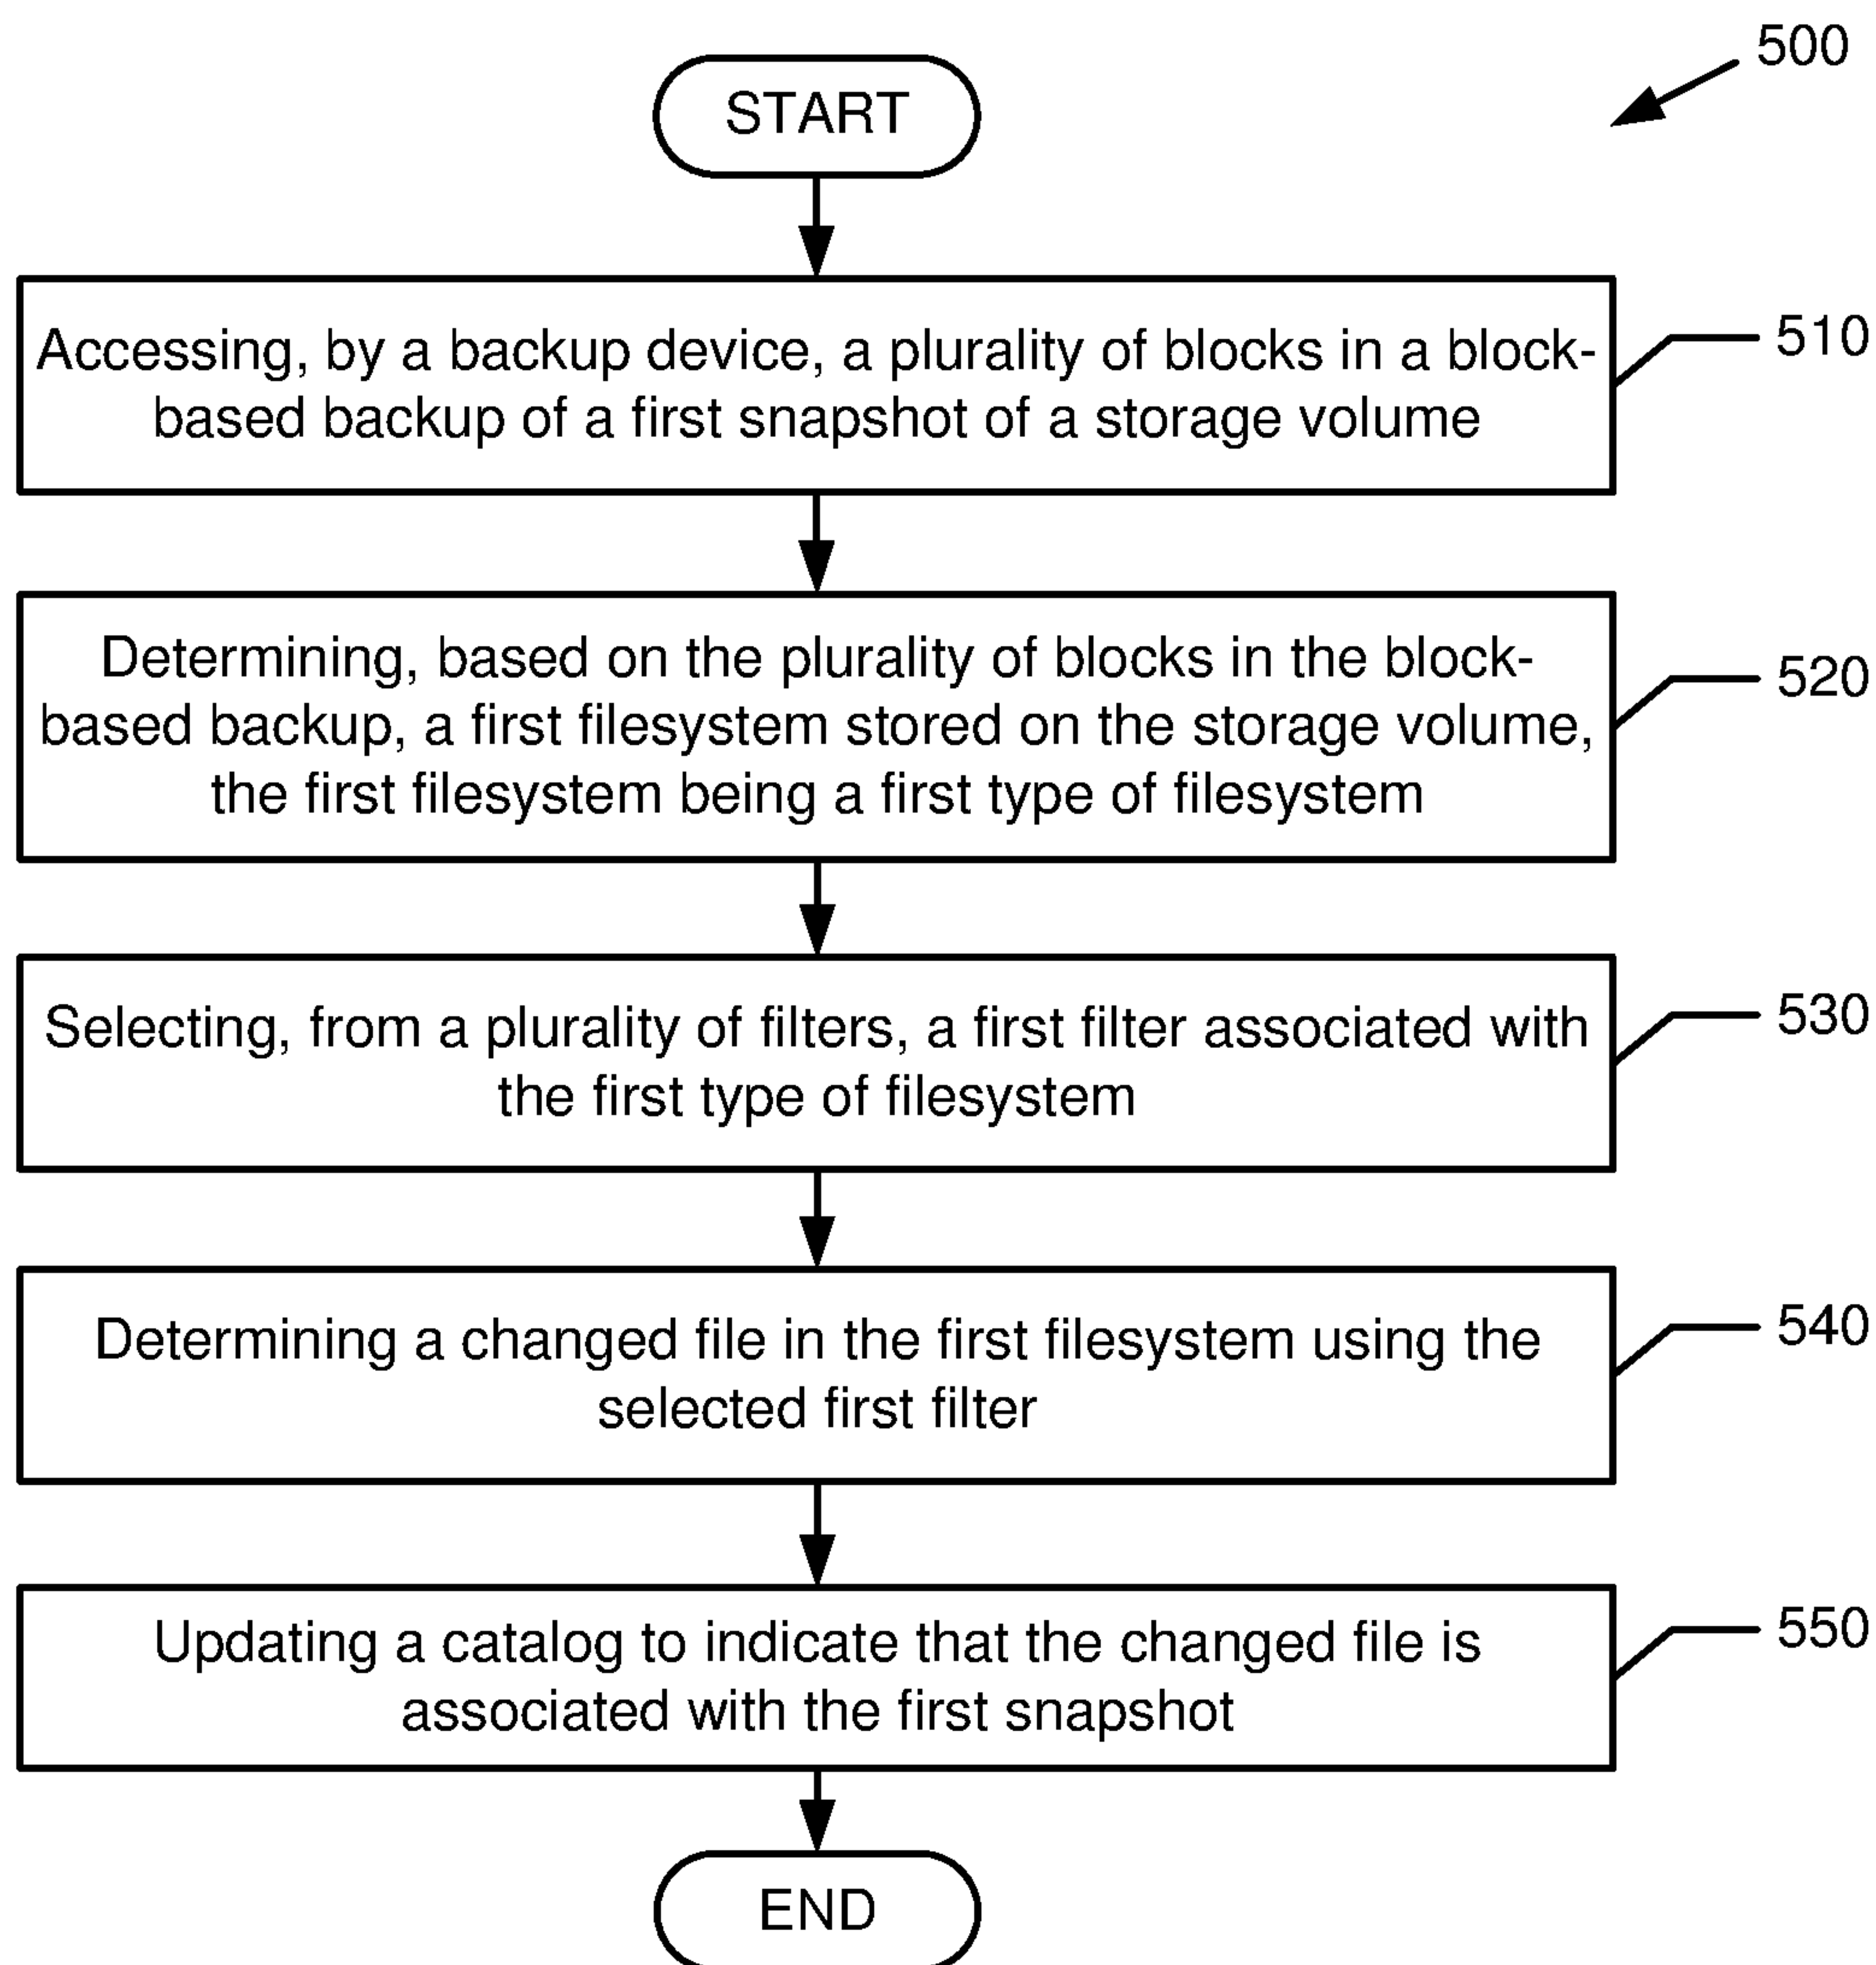 500
START
Accessing, by a backup device, a plurality of blocks in a block-
based backup of a first snapshot of a storage volume
510
Determining, based on the plurality of blocks in the block-
based backup, a first filesystem stored on the storage volume,
the first filesystem being a first type of filesystem
520
Selecting, from a plurality of filters, a first filter associated with
the first type of filesystem
530
Determining a changed file in the first filesystem using the
selected first filter
540
Updating a catalog to indicate that the changed file is
associated with the first snapshot
550
END